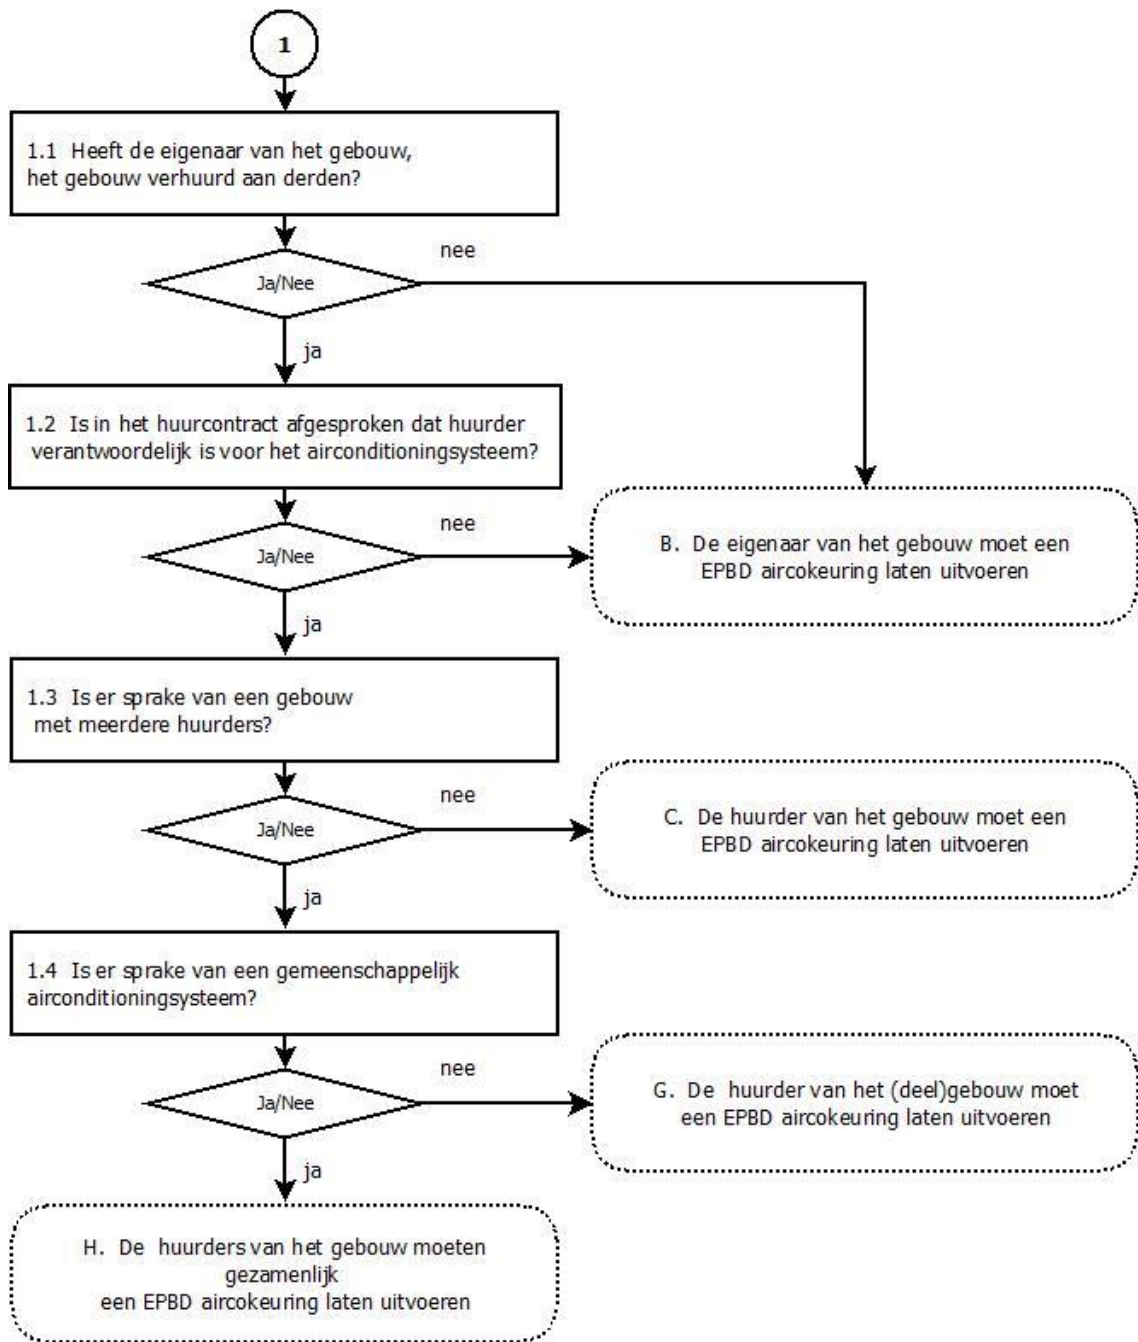 1
1.1 Heeft de eigenaar van het gebouw,
het gebouw verhuurd aan derden?
nee
Ja/Nee
ja
1.2 Is in het huurcontract afgesproken dat huurder
verantwoordelijk is voor het airconditioningsysteem?
nee
Ja/Nee
B. De eigenaar van het gebouw moet een
EPBD aircokeuring laten uitvoeren
ja
1.3 Is er sprake van een gebouw
met meerdere huurders?
nee
Ja/Nee
C. De huurder van het gebouw moet een
EPBD aircokeuring laten uitvoeren
ja
1.4 Is er sprake van een gemeenschappelijk
airconditioningsysteem?
nee
Ja/Nee
G. De huurder van het (deel)gebouw moet
een EPBD aircokeuring laten uitvoeren
ja
H. De huurders van het gebouw moeten
gezamenlijk
een EPBD aircokeuring laten uitvoeren